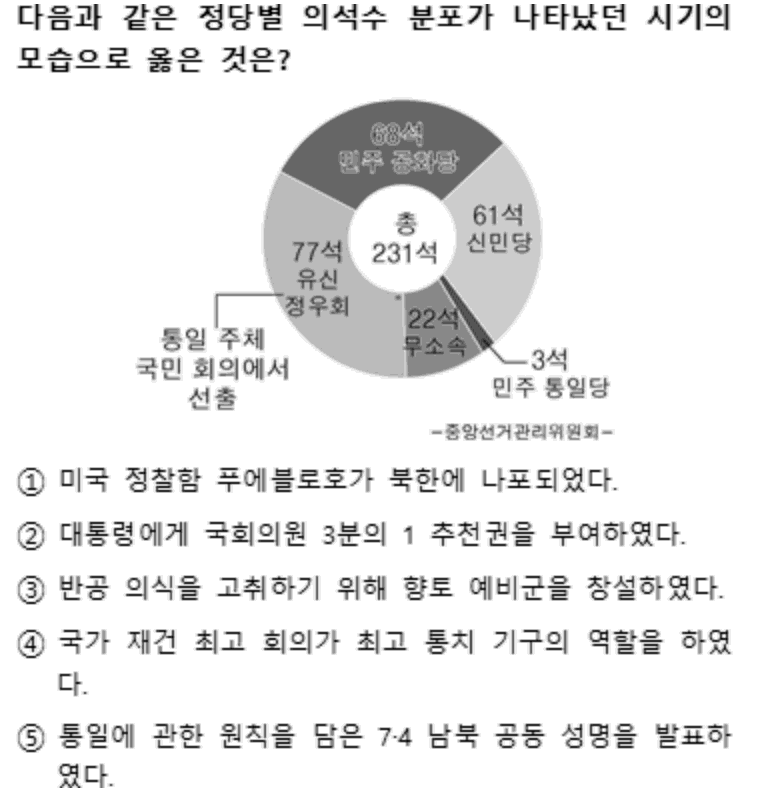 다음과 같은 정당별 의석수 분포가 나타났던 시기의
모습으로 옳은 것은?
68석
민주 공화당
총
231석
61석
신민당
77석
유신
정우회
22석
무소속
통일 주체
국민 회의에서
선출
3석
민주 통일당
-중앙선거관리위원회-
① 미국 정찰함 푸에블로호가 북한에 나포되었다.
② 대통령에게 국회의원 3분의 1 추천권을 부여하였다.
③ 반공 의식을 고취하기 위해 향토 예비군을 창설하였다.
④ 국가 재건 최고 회의가 최고 통치 기구의 역할을 하였
다.
⑤ 통일에 관한 원칙을 담은 7·4 남북 공동 성명을 발표하
였다.